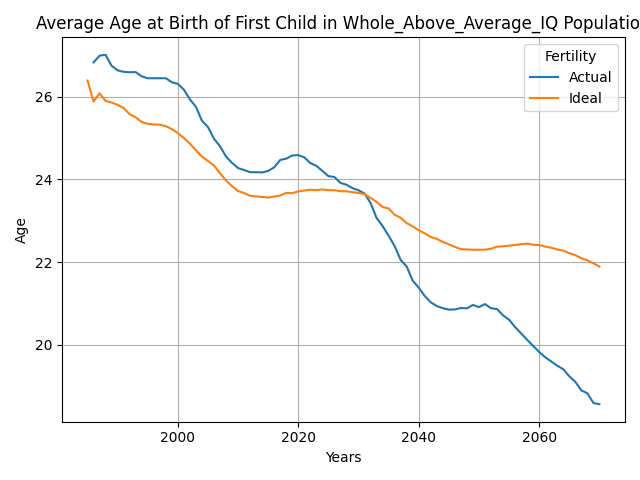 Average Age at Birth of First Child in Whole_Above_Average_IQ Populatio
Fertility
Actual
Ideal
26
24
22
20
Age
2000 2020 2040 2060
Years